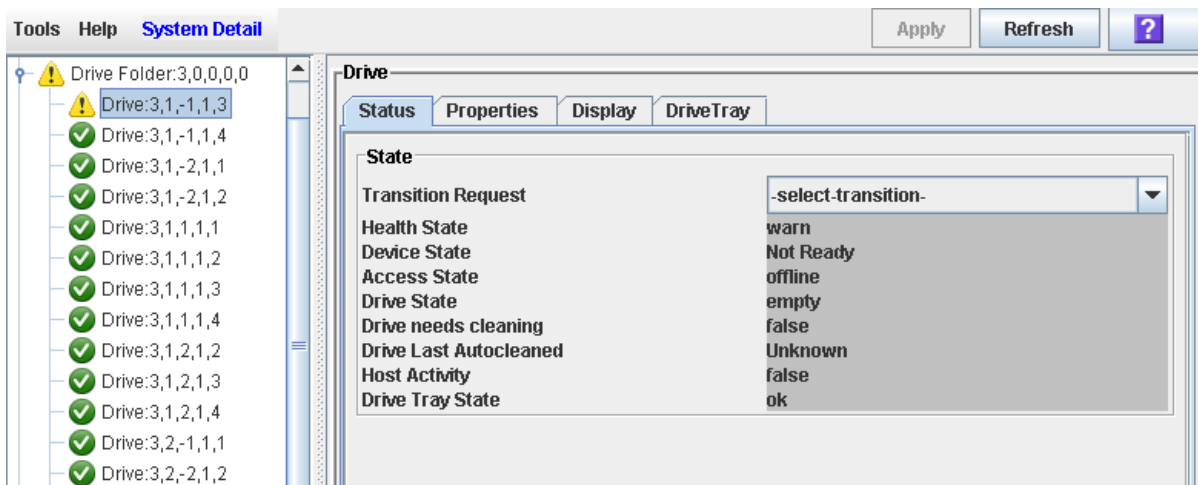 Tools Help System Detail Apply Refresh ?
Drive Folder:3,0,0,0,0
Drive:3,1,-1,1,3
Drive:3,1,-1,1,4
Drive:3,1,-2,1,1
Drive:3,1,-2,1,2
Drive:3,1,1,1,1
Drive:3,1,1,1,2
Drive:3,1,1,1,3
Drive:3,1,1,1,4
Drive:3,1,2,1,2
Drive:3,1,2,1,3
Drive:3,1,2,1,4
Drive:3,2,-1,1,1
Drive:3,2,-2,1,2
Drive
Status Properties Display DriveTray
State
Transition Request -select-transition-
Health State warn
Device State Not Ready
Access State offline
Drive State empty
Drive needs cleaning false
Drive Last Autocleaned Unknown
Host Activity false
Drive Tray State ok